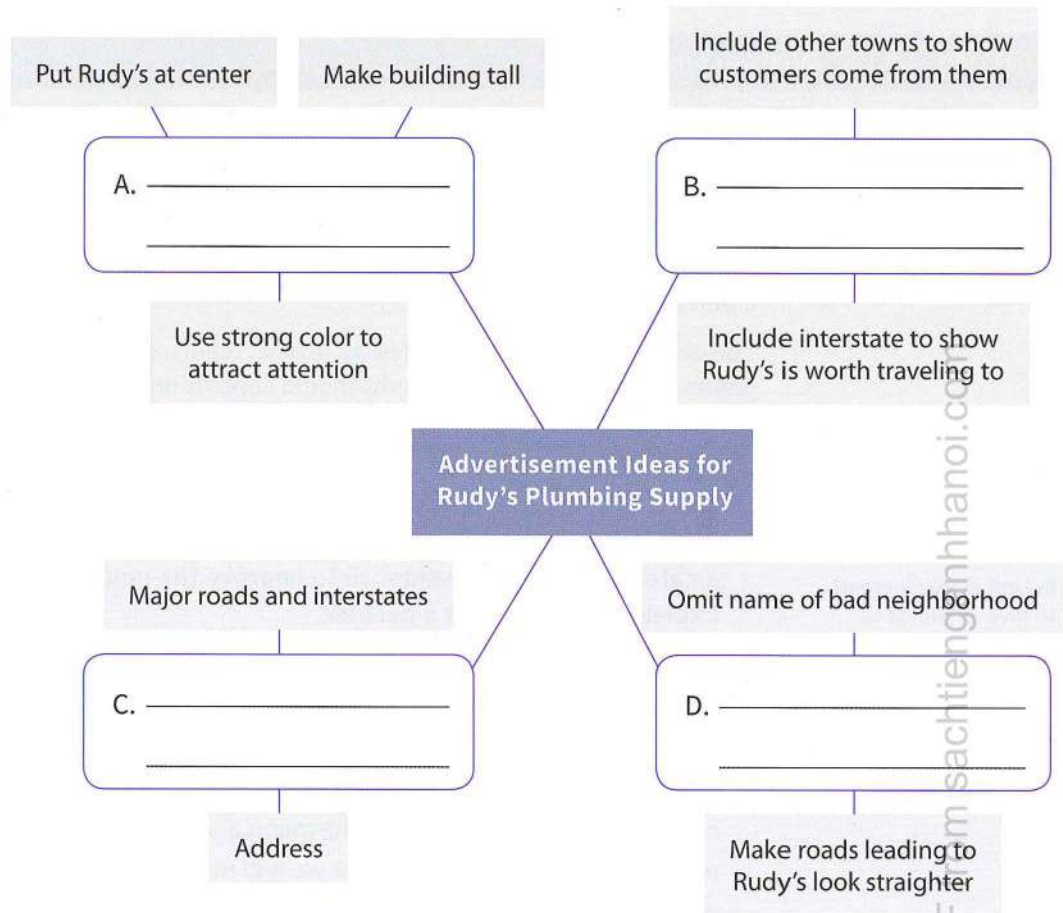 Put Rudy's at center
Make building tall
Include other towns to show
customers come from them
A.
B.
Use strong color to
attract attention
Include interstate to show
Rudy's is worth traveling to
Advertisement Ideas for
Rudy's Plumbing Supply
Major roads and interstates
Omit name of bad neighborhood
C.
D.
Address
Make roads leading to
Rudy's look straighter
From sachtienganhhanoi.com